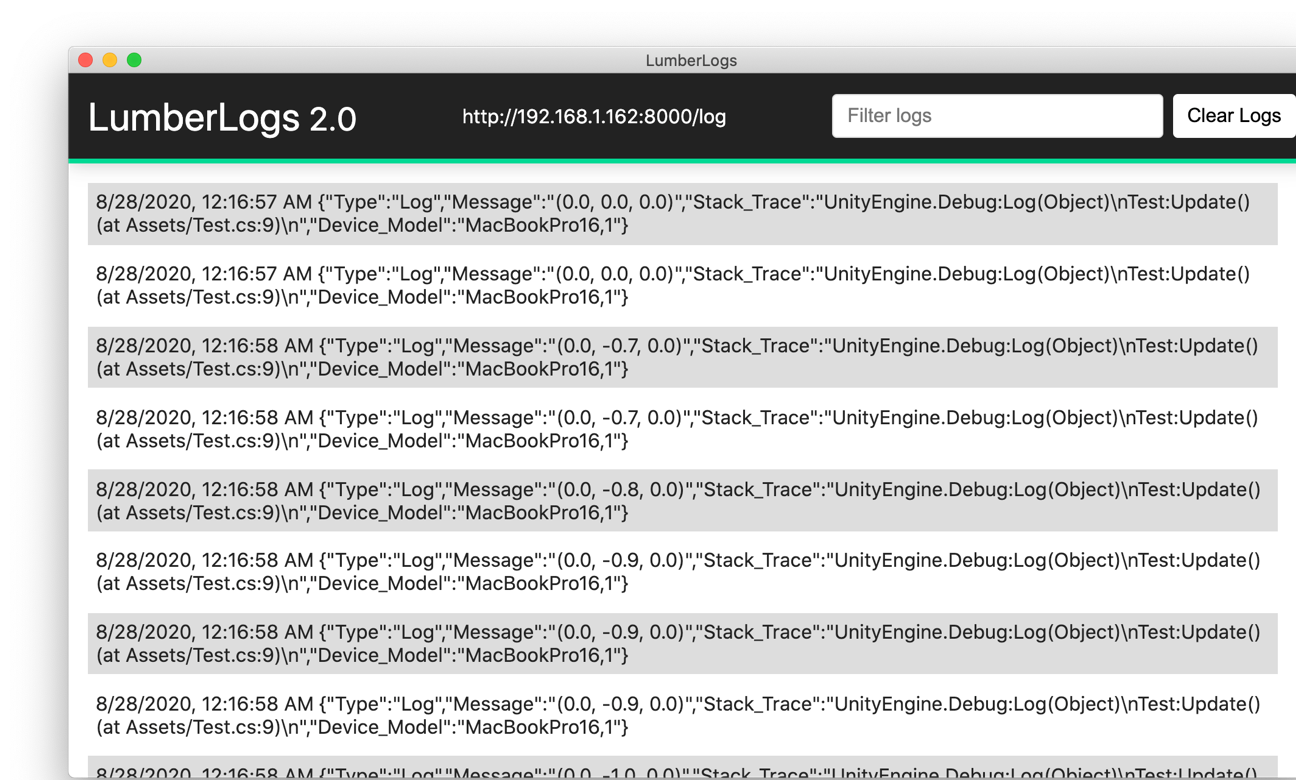 LumberLogs
LumberLogs 2.0
http://192.168.1.162:8000/log
Filter logs
Clear Logs
8/28/2020, 12:16:57 AM {"Type":"Log","Message":"(0.0, 0.0, 0.0)","Stack_Trace":"UnityEngine.Debug:Log(Object)\nTest:Update()
(at Assets/Test.cs:9)\n","Device_Model":"MacBookPro16,1"}
8/28/2020, 12:16:57 AM {"Type":"Log","Message":"(0.0, 0.0, 0.0)","Stack_Trace":"UnityEngine.Debug:Log(Object)\nTest:Update()
(at Assets/Test.cs:9)\n","Device_Model":"MacBookPro16,1"}
8/28/2020, 12:16:58 AM {"Type":"Log","Message":"(0.0, -0.7, 0.0)","Stack_Trace":"UnityEngine.Debug:Log(Object)\nTest:Update()
(at Assets/Test.cs:9)\n","Device_Model":"MacBookPro16,1"}
8/28/2020, 12:16:58 AM {"Type":"Log","Message":"(0.0, -0.7, 0.0)","Stack_Trace":"UnityEngine.Debug:Log(Object)\nTest:Update()
(at Assets/Test.cs:9)\n","Device_Model":"MacBookPro16,1"}
8/28/2020, 12:16:58 AM {"Type":"Log","Message":"(0.0, -0.8, 0.0)","Stack_Trace":"UnityEngine.Debug:Log(Object)\nTest:Update()
(at Assets/Test.cs:9)\n","Device_Model":"MacBookPro16,1"}
8/28/2020, 12:16:58 AM {"Type":"Log","Message":"(0.0, -0.9, 0.0)","Stack_Trace":"UnityEngine.Debug:Log(Object)\nTest:Update()
(at Assets/Test.cs:9)\n","Device_Model":"MacBookPro16,1"}
8/28/2020, 12:16:58 AM {"Type":"Log","Message":"(0.0, -0.9, 0.0)","Stack_Trace":"UnityEngine.Debug:Log(Object)\nTest:Update()
(at Assets/Test.cs:9)\n","Device_Model":"MacBookPro16,1"}
8/28/2020, 12:16:58 AM {"Type":"Log","Message":"(0.0, -0.9, 0.0)","Stack_Trace":"UnityEngine.Debug:Log(Object)\nTest:Update()
(at Assets/Test.cs:9)\n","Device_Model":"MacBookPro16,1"}
8/28/2020, 12:16:58 AM {"Type":"Log","Message":"(0.0, -1.0, 0.0)","Stack_Trace":"UnityEngine.Debug:Log(Object)\nTest:Update()